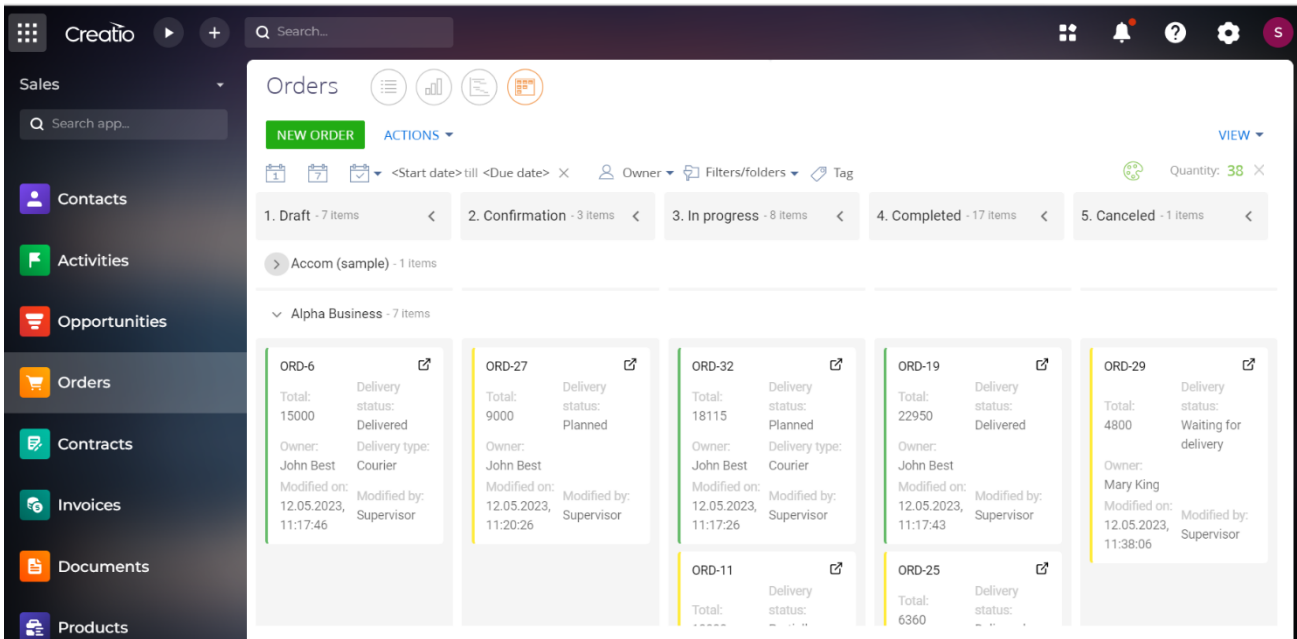 Creatio
Search...
S
Sales
Search app...
Contacts
Activities
Opportunities
Orders
Contracts
Invoices
Documents
Products
Orders
NEW ORDER ACTIONS VIEW
1 7 <Start date> till <Due date> Owner Filters/folders Tag Quantity: 38
1. Draft - 7 items 2. Confirmation - 3 items 3. In progress - 8 items 4. Completed - 17 items 5. Canceled - 1 items
Accom (sample) - 1 items
Alpha Business - 7 items
ORD-6
Total:
15000
Delivery
status:
Delivered
Owner:
John Best
Delivery type:
Courier
Modified on:
12.05.2023,
11:17:46
Modified by:
Supervisor
ORD-27
Total:
9000
Delivery
status:
Planned
Owner:
John Best
Modified on:
12.05.2023,
11:20:26
Modified by:
Supervisor
ORD-32
Total:
18115
Delivery
status:
Planned
Owner:
John Best
Delivery type:
Courier
Modified on:
12.05.2023,
11:17:26
Modified by:
Supervisor
ORD-11
Total:
Delivery
status:
ORD-19
Total:
22950
Delivery
status:
Delivered
Owner:
John Best
Modified on:
12.05.2023,
11:17:43
Modified by:
Supervisor
ORD-25
Total:
6360
Delivery
status:
ORD-29
Total:
4800
Delivery
status:
Waiting for
delivery
Owner:
Mary King
Modified on:
12.05.2023,
11:38:06
Modified by:
Supervisor